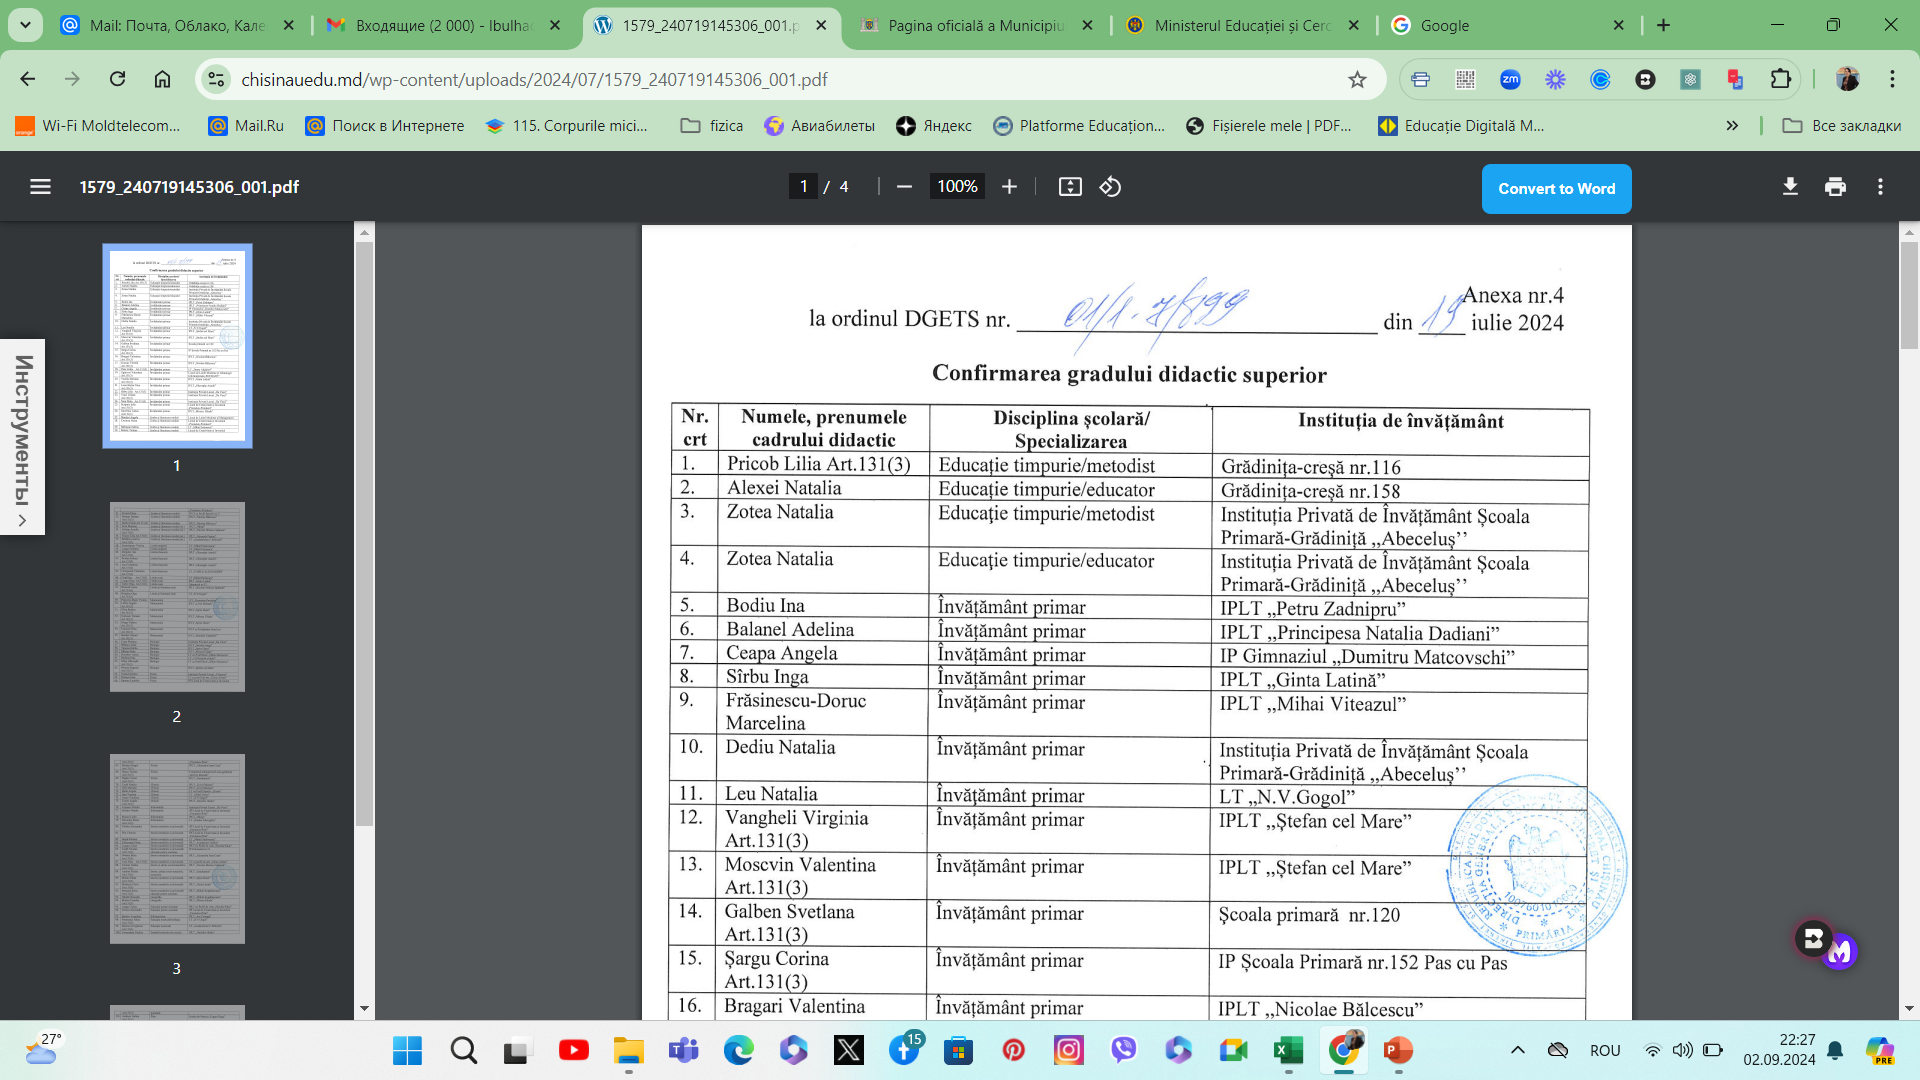 Mail: Почта, Облако, Кале
Входящие (2 000) - lbulha
1579_240719145306_001.p
Pagina oficială a Municipiu
Ministerul Educației și Cerc
Google
chisinauedu.md/wp-content/uploads/2024/07/1579_240719145306_001.pdf
Wi-Fi Moldtelecom...
Mail.Ru
Поиск в Интернете
115. Corpurile mici...
fizica
Авиабилеты
Яндекс
Platforme Education...
Fișierele mele | PDF...
Educație Digitală M...
Все закладки
1579_240719145306_001.pdf
1 / 4
100%
Convert to Word
Инструменты
1
2
3
Anexa nr.4
la ordinul DGETS nr. 01/1.7/899 din 19 iulie 2024
Confirmarea gradului didactic superior
Nr. crt Numele, prenumele cadrului didactic Disciplina școlară/ Specializarea Instituția de învățământ
1. Pricob Lilia Art.131(3) Educație timpurie/metodist Grădinița-creșă nr.116
2. Alexei Natalia Educație timpurie/educator Grădinița-creșă nr.158
3. Zotea Natalia Educație timpurie/metodist Instituția Privată de Învățământ Școala
Primară-Grădiniță ,,Abeceluș’’
4. Zotea Natalia Educație timpurie/educator Instituția Privată de Învățământ Școala
Primară-Grădiniță ,,Abeceluș’’
5. Bodiu Ina Învățământ primar IPLT ,,Petru Zadnipru”
6. Balanel Adelina Învățământ primar IPLT ,,Principesa Natalia Dadiani”
7. Ceapa Angela Învățământ primar IP Gimnaziul ,,Dumitru Matcovschi”
8. Sîrbu Inga Învățământ primar IPLT ,,Ginta Latină”
9. Frăsinescu-Doruc Învățământ primar IPLT ,,Mihai Viteazul”
Marcelina
10. Dediu Natalia Învățământ primar Instituția Privată de Învățământ Școala
Primară-Grădiniță ,,Abeceluș’’
11. Leu Natalia Învățământ primar LT ,,N.V.Gogol”
12. Vangheli Virginia Învățământ primar IPLT ,,Ștefan cel Mare”
Art.131(3)
13. Moscvin Valentina Învățământ primar IPLT ,,Ștefan cel Mare”
Art.131(3)
14. Galben Svetlana Învățământ primar Școala primară nr.120
Art.131(3)
15. Șargu Corina Învățământ primar IP Școala Primară nr.152 Pas cu Pas
Art.131(3)
16. Bragari Valentina Învățământ primar IPLT ,,Nicolae Bălcescu”
REPUBLICA MOLDOVA
PRIMĂRIA
27°
15
ROU
22:27
02.09.2024
PRE